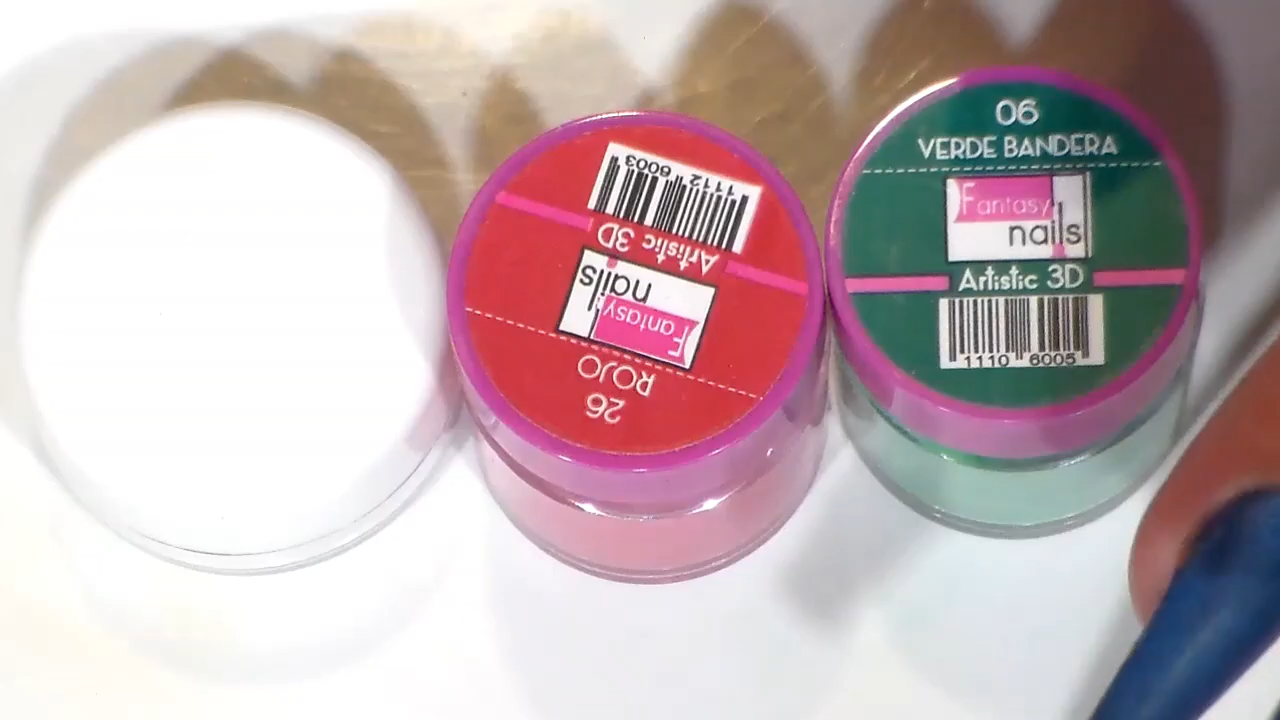 26
ROJO
Fantasy
nails
Artistic 3D
1112 6003
06
VERDE BANDERA
Fantasy
nails
Artistic 3D
1110 6005